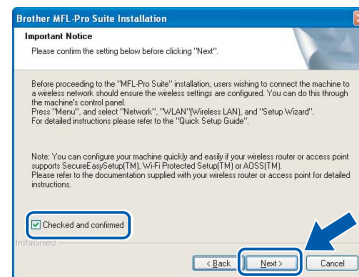 Brother MFL-Pro Suite Installation
Important Notice
Please confirm the setting below before clicking "Next".
Before proceeding to the "MFL-Pro Suite" installation, users wishing to connect the machine to
a wireless network should ensure the wireless settings are configured. You can do this through
the machine's control panel.
Press "Menu", and select "Network", "WLAN"(Wireless LAN), and "Setup Wizard".
For detailed instructions please refer to the "Quick Setup Guide".
Note: You can configure your machine quickly and easily if your wireless router or access point
supports SecureEasySetup(TM), Wi-Fi Protected Setup(TM) or AOSS(TM).
Please refer to the documentation supplied with your wireless router or access point for detailed
instructions.
Checked and confirmed
InstallShield
< Back Next > Cancel